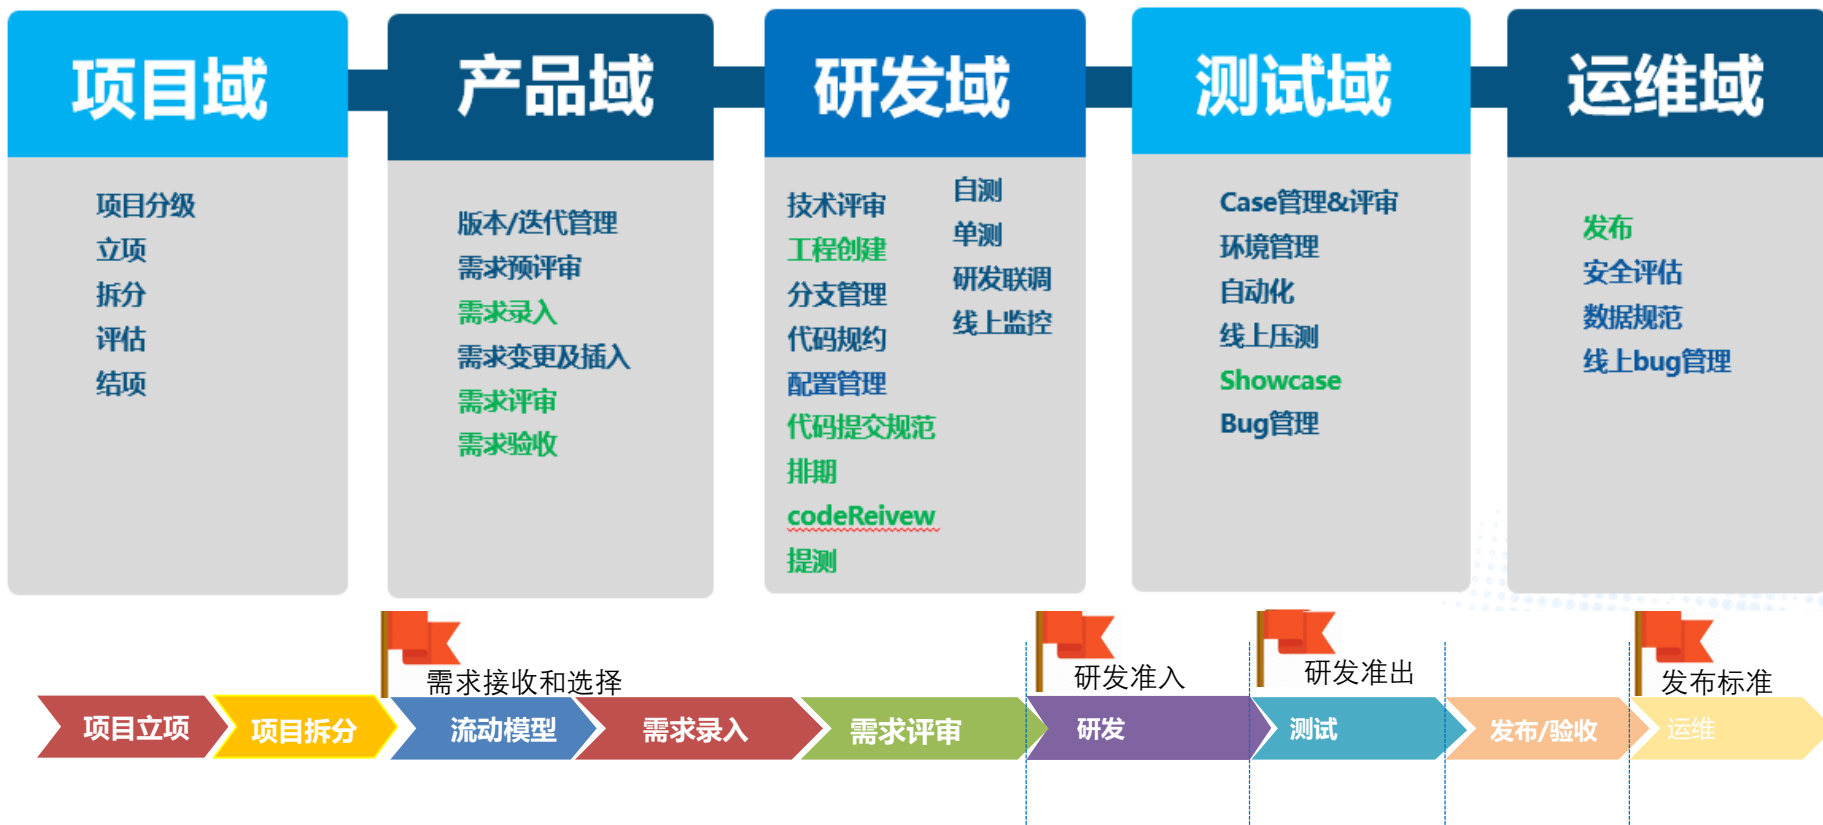 项目域
项目分级
立项
拆分
评估
结项
产品域
版本/迭代管理
需求预评审
需求录入
需求变更及插入
需求评审
需求验收
研发域
技术评审
工程创建
分支管理
代码规约
配置管理
代码提交规范
排期
codeReivew
提测
自测
单测
研发联调
线上监控
测试域
Case管理&评审
环境管理
自动化
线上压测
Showcase
Bug管理
运维域
发布
安全评估
数据规范
线上bug管理
需求接收和选择
研发准入
研发准出
发布标准
项目立项
项目拆分
流动模型
需求录入
需求评审
研发
测试
发布/验收
运维